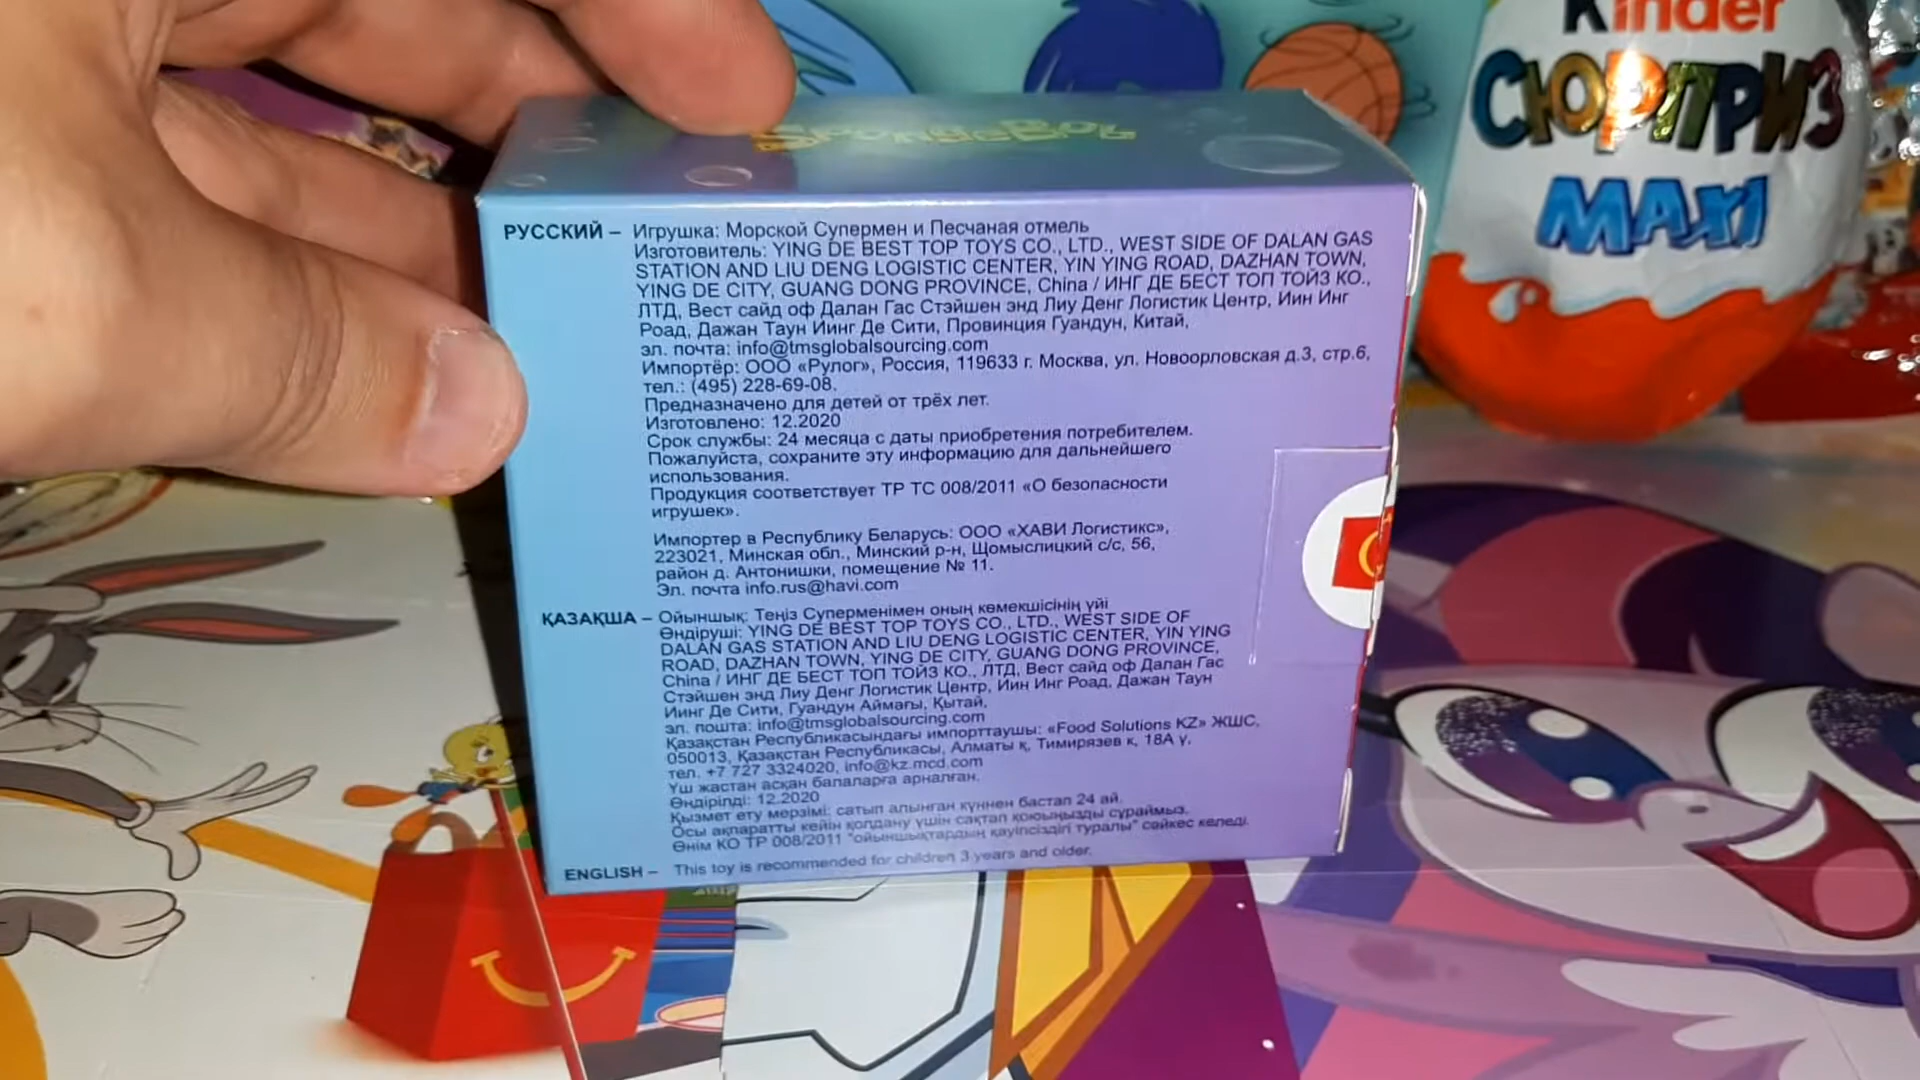 Kinder
СЮРПРИЗ
MAXI
SPONGEBOB
РУССКИЙ – Игрушка: Морской Супермен и Песчаная отмель
Изготовитель: YING DE BEST TOP TOYS CO., LTD., WEST SIDE OF DALAN GAS
STATION AND LIU DENG LOGISTIC CENTER, YIN YING ROAD, DAZHAN TOWN,
YING DE CITY, GUANG DONG PROVINCE, China / ИНГ ДЕ БЕСТ ТОП ТОЙЗ КО.,
ЛТД, Вест сайд оф Далан Гас Стэйшен энд Лиу Денг Логистик Центр, Иин Инг
Роад, Дажан Таун Иинг Де Сити, Провинция Гуандун, Китай,
эл. почта: info@tmsglobalsourcing.com
Импортёр: ООО «Рулог», Россия, 119633 г. Москва, ул. Новоорловская д.3, стр.6,
тел.: (495) 228-69-08.
Предназначено для детей от трёх лет.
Изготовлено: 12.2020
Срок службы: 24 месяца с даты приобретения потребителем.
Пожалуйста, сохраните эту информацию для дальнейшего
использования.
Продукция соответствует ТР ТС 008/2011 «О безопасности
игрушек».
Импортер в Республику Беларусь: ООО «ХАВИ Логистикс»,
223021, Минская обл., Минский р-н, Щомыслицкий с/с, 56,
район д. Антонишки, помещение № 11.
Эл. почта info.rus@havi.com
ҚАЗАҚША – Ойыншық: Теңіз Суперменімен оның көмекшісінің үйі
Өндіруші: YING DE BEST TOP TOYS CO., LTD., WEST SIDE OF
DALAN GAS STATION AND LIU DENG LOGISTIC CENTER, YIN YING
ROAD, DAZHAN TOWN, YING DE CITY, GUANG DONG PROVINCE,
China / ИНГ ДЕ БЕСТ ТОП ТОЙЗ КО., ЛТД, Вест сайд оф Далан Гас
Стэйшен энд Лиу Денг Логистик Центр, Иин Инг Роад, Дажан Таун
Иинг Де Сити, Гуандун Аймағы, Қытай,
эл. пошта: info@tmsglobalsourcing.com
Қазақстан Республикасындағы импорттаушы: «Food Solutions KZ» ЖШС,
050013, Қазақстан Республикасы, Алматы қ, Тимирязев к, 18А ү,
тел. +7 727 3324020, info@kz.mcd.com
Үш жастан асқан балаларға арналған.
Өндірілді: 12.2020
Қызмет ету мерзімі: сатып алынған күннен бастап 24 ай.
Осы ақпаратты кейін қолдану үшін сақтап қоюыңызды сұраймыз.
Өнім КО ТР 008/2011 "ойыншықтардың қауіпсіздігі туралы" сәйкес келеді.
ENGLISH – This toy is recommended for children 3 years and older.